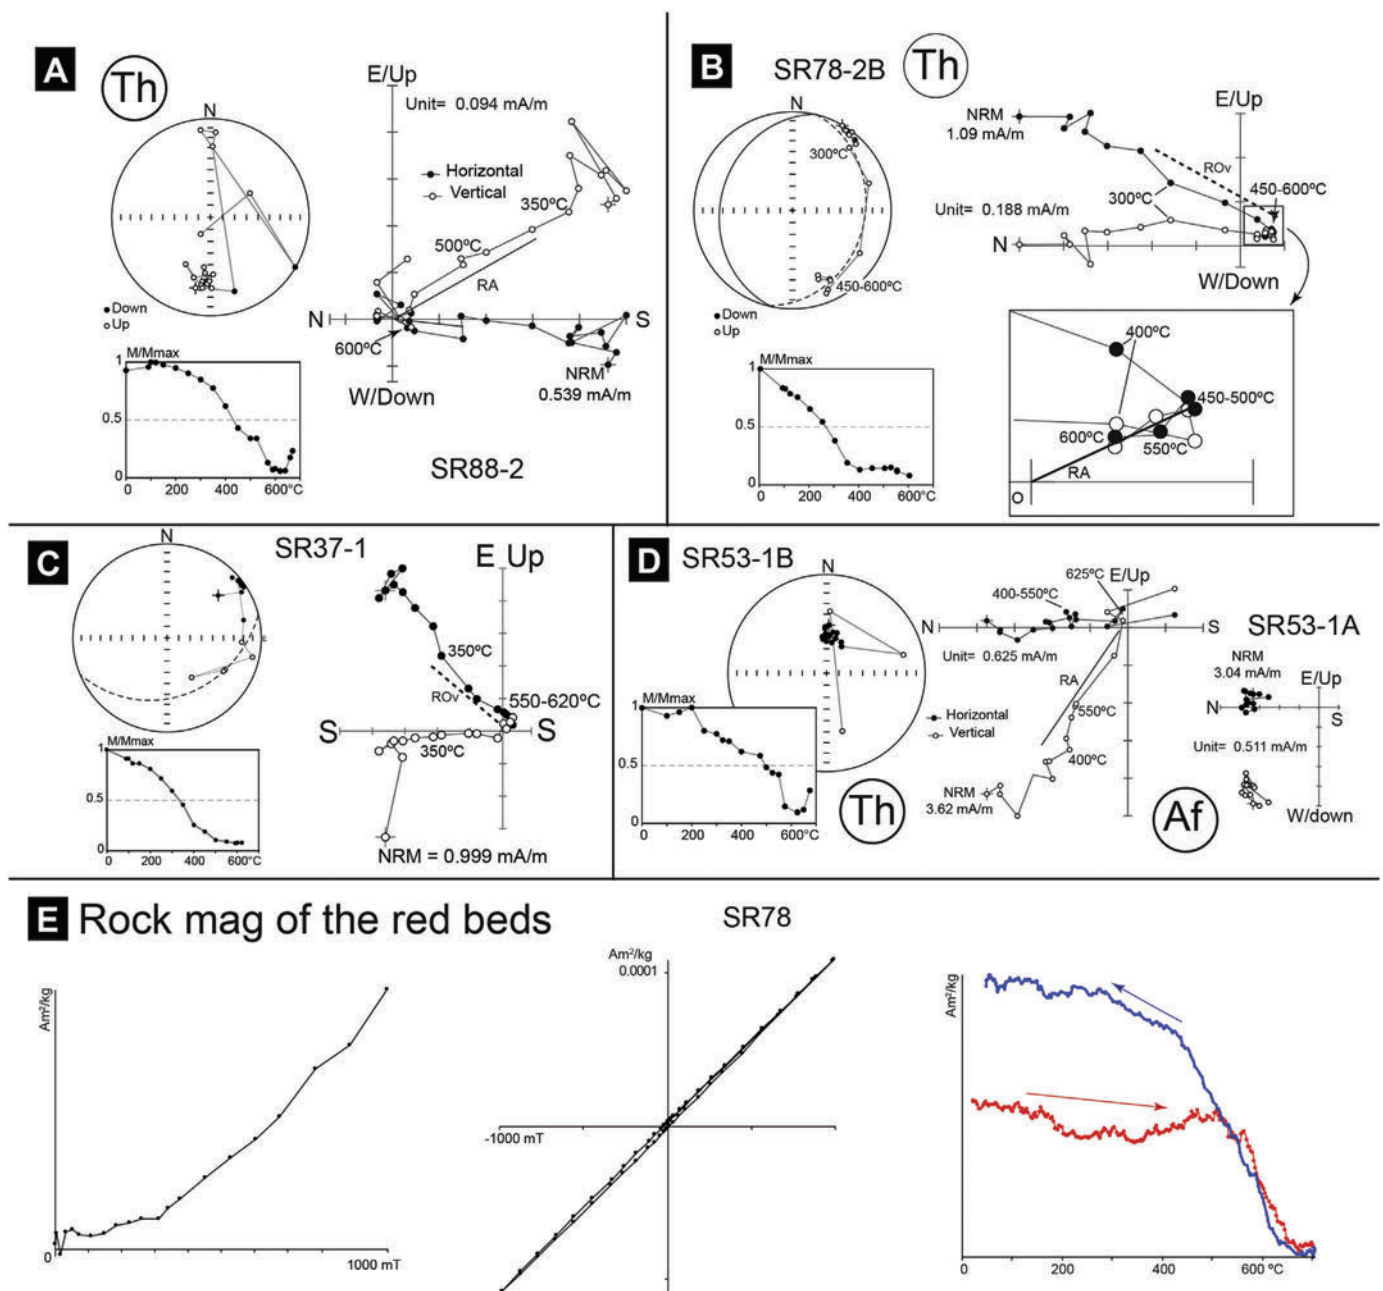 A
Th
N
Down
Up
E/Up
Unit= 0.094 mA/m
Horizontal
Vertical
350ºC
500ºC
RA
N
S
600ºC
NRM
0.539 mA/m
W/Down
M/Mmax
1
0.5
0
0
200
400
600ºC
SR88-2
B
SR78-2B
Th
N
300ºC
450-600ºC
Down
Up
NRM
1.09 mA/m
E/Up
ROv
450-600ºC
300ºC
Unit= 0.188 mA/m
N
W/Down
M/Mmax
1
0.5
0
0
200
400
600ºC
400ºC
450-500ºC
600ºC
550ºC
RA
O
C
SR37-1
N
E Up
350ºC
ROv
550-620ºC
S
S
350ºC
NRM = 0.999 mA/m
M/Mmax
1
0.5
0
0
200
400
600ºC
D
SR53-1B
N
625ºC
E/Up
400-550ºC
N
S
SR53-1A
Unit= 0.625 mA/m
RA
Horizontal
Vertical
550ºC
400ºC
NRM
3.62 mA/m
M/Mmax
1
0.5
0
0
200
400
600ºC
Th
Af
NRM
3.04 mA/m
E/Up
N
S
Unit= 0.511 mA/m
W/down
E Rock mag of the red beds
SR78
Am²/kg
0
1000 mT
Am²/kg
0.0001
-1000 mT
Am²/kg
0
200
400
600 ºC